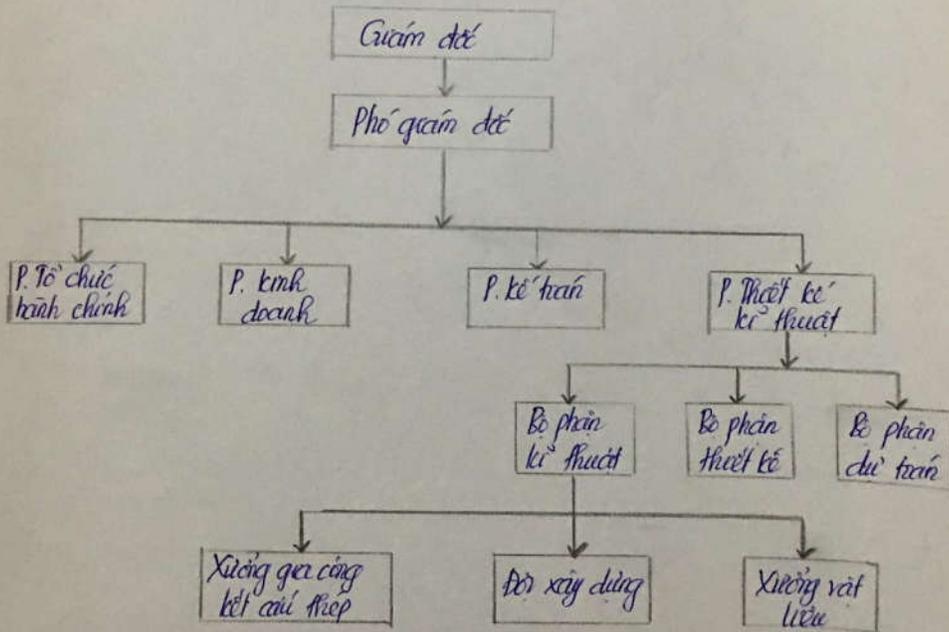 Giám đốc
Phó giám đốc
P. Tổ chức
hành chính
P. kinh
doanh
P. kế toán
P. Thiết kế
kĩ thuật
Bộ phận
kĩ thuật
Bộ phận
thiết kế
Bộ phận
dự toán
Xưởng gia công
kết cấu thép
Đội xây dựng
Xưởng vật
liệu